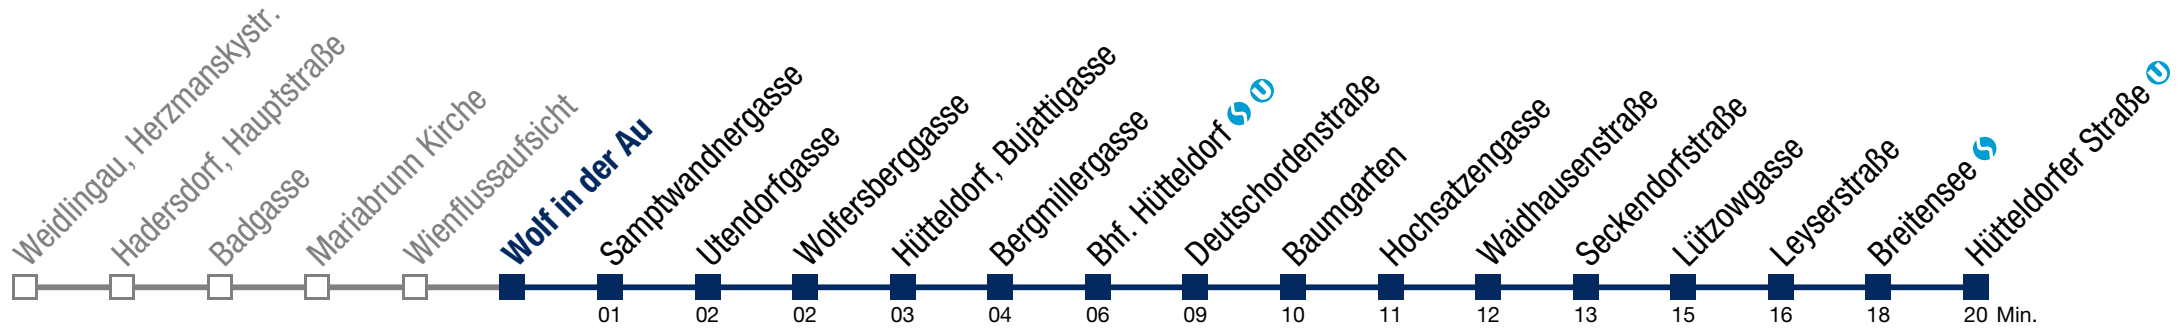 Weidlingau, Herzmanskystr.
Hadersdorf, Hauptstraße
Badgasse
Mariabrunn Kirche
Wienflussaufsicht
Wolf in der Au
Samptwandnergasse
Utendorfgasse
Wolfersberggasse
Hütteldorf, Bujattigasse
Bergmillergasse
Bhf. Hütteldorf S U
Deutschordenstraße
Baumgarten
Hochsatzengasse
Waidhausenstraße
Seckendorfstraße
Lützowgasse
Leyserstraße
Breitensee S
Hütteldorfer Straße U
01 02 02 03 04 06 09 10 11 12 13 15 16 18 20 Min.